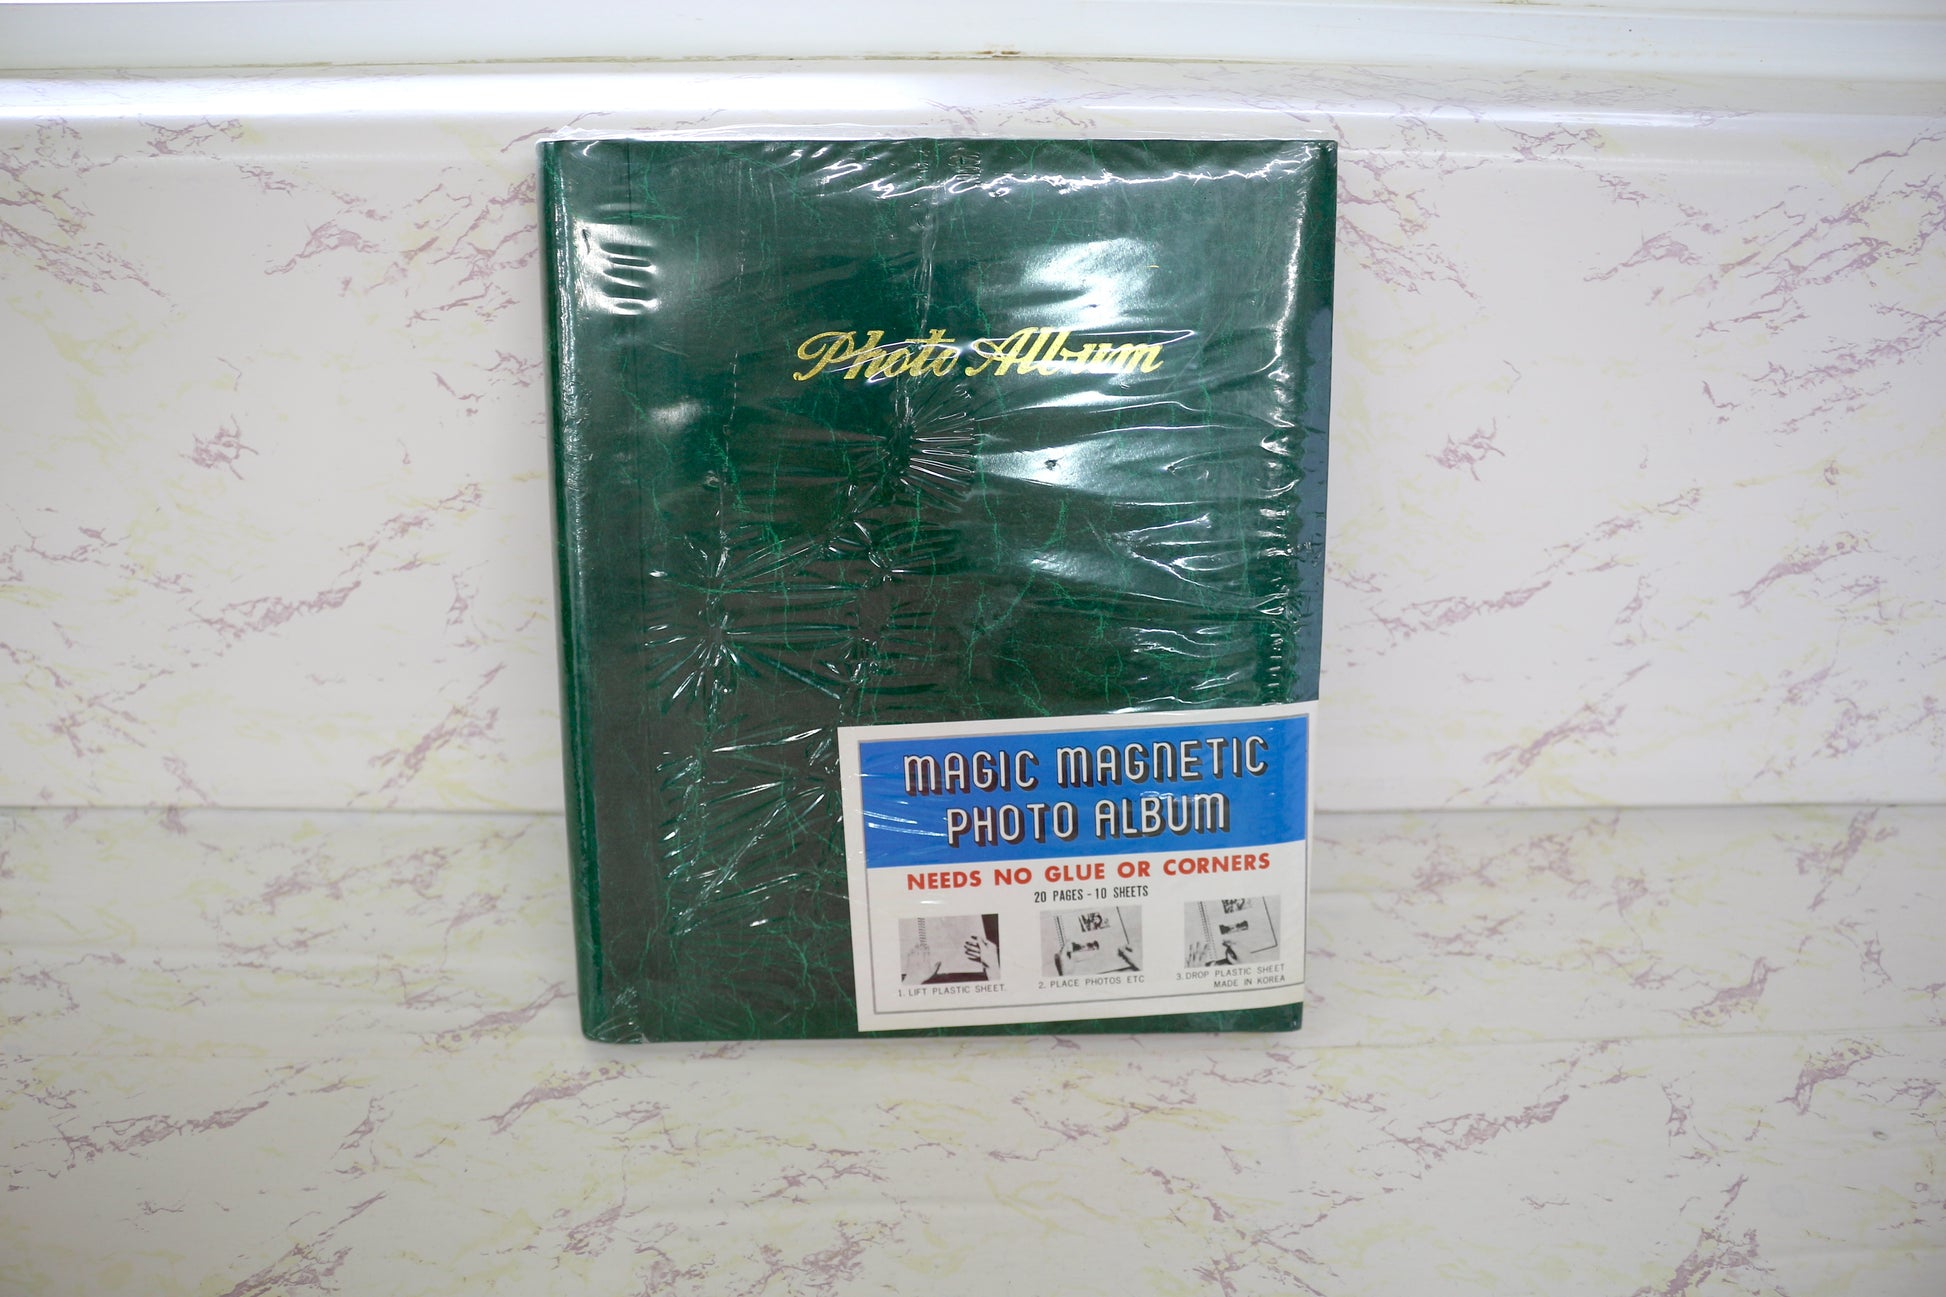 Photo Album
MAGIC MAGNETIC
PHOTO ALBUM
NEEDS NO GLUE OR CORNERS
20 PAGES - 10 SHEETS
1. LIFT PLASTIC SHEET.
2. PLACE PHOTOS ETC
3. DROP PLASTIC SHEET
MADE IN KOREA